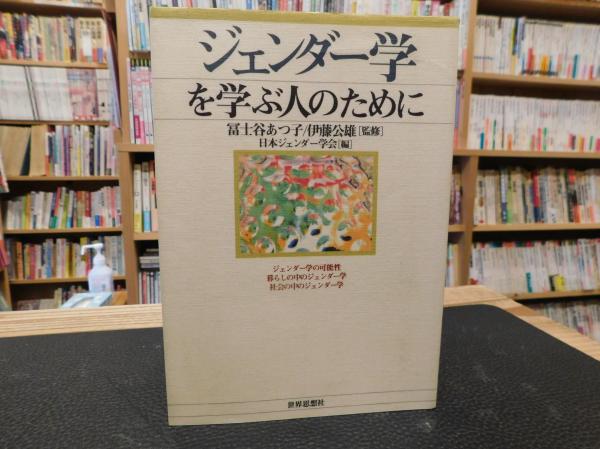 ジェンダー学
を学ぶ人のために
冨士谷あつ子/伊藤公雄[監修]
日本ジェンダー学会[編]
ジェンダー学の可能性
暮らしの中のジェンダー学
社会の中のジェンダー学
世界思想社